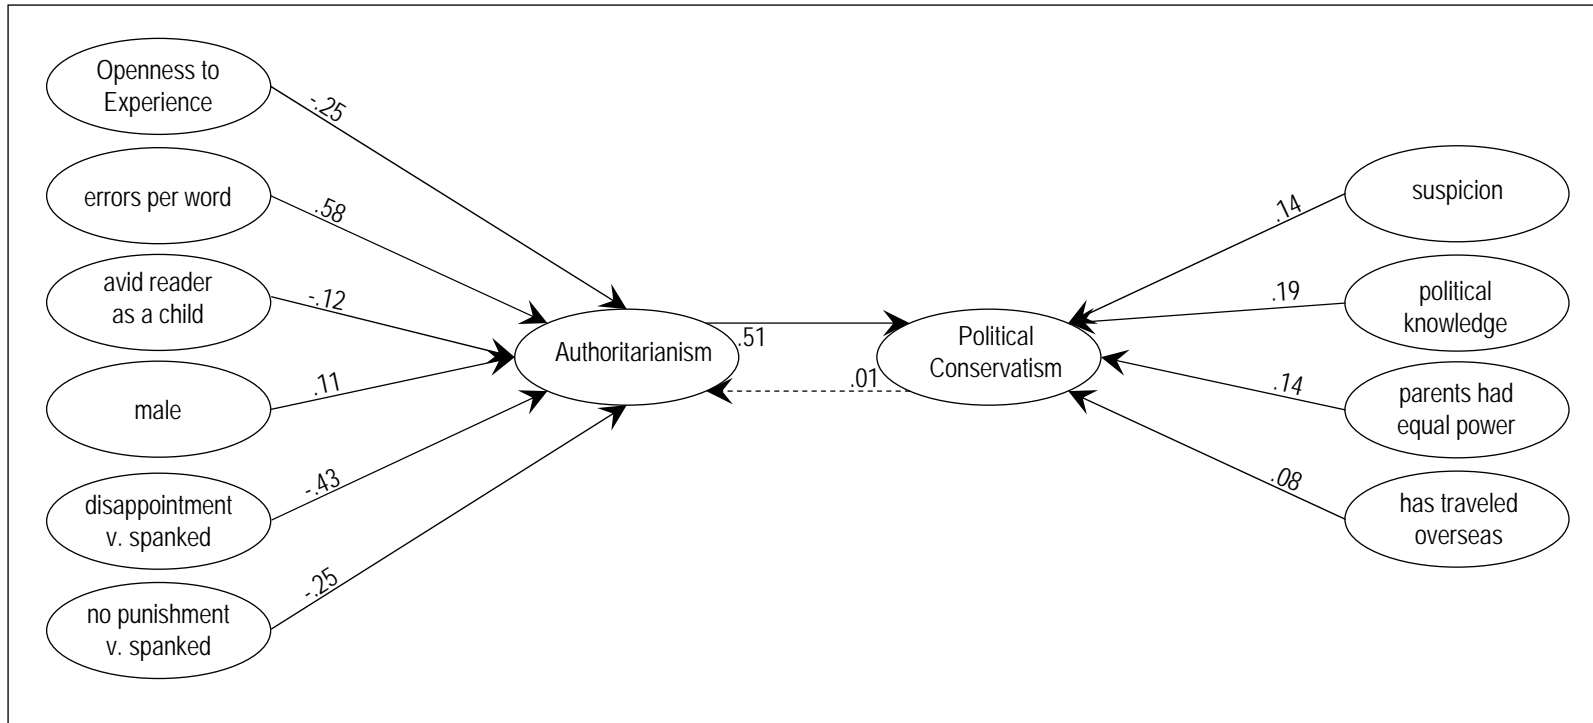 Openness to
Experience
-.25
errors per word
.58
avid reader
as a child
-.12
male
.11
disappointment
v. spanked
-.43
no punishment
v. spanked
-.25
Authoritarianism
.51
.01
Political
Conservatism
suspicion
.14
political
knowledge
.19
parents had
equal power
.14
has traveled
overseas
.08